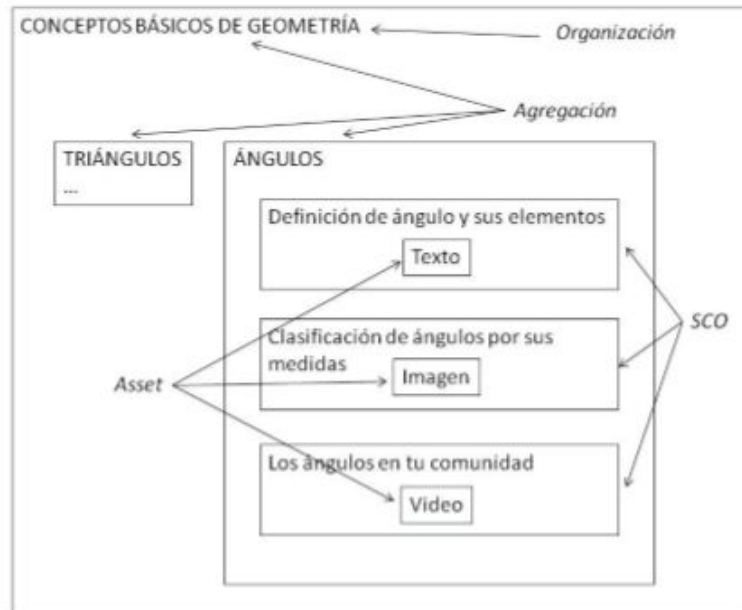 CONCEPTOS BÁSICOS DE GEOMETRÍA
Organización
Agregación
TRIÁNGULOS
...
ÁNGULOS
Definición de ángulo y sus elementos
Texto
SCO
Clasificación de ángulos por sus
medidas
Imagen
Asset
Los ángulos en tu comunidad
Video